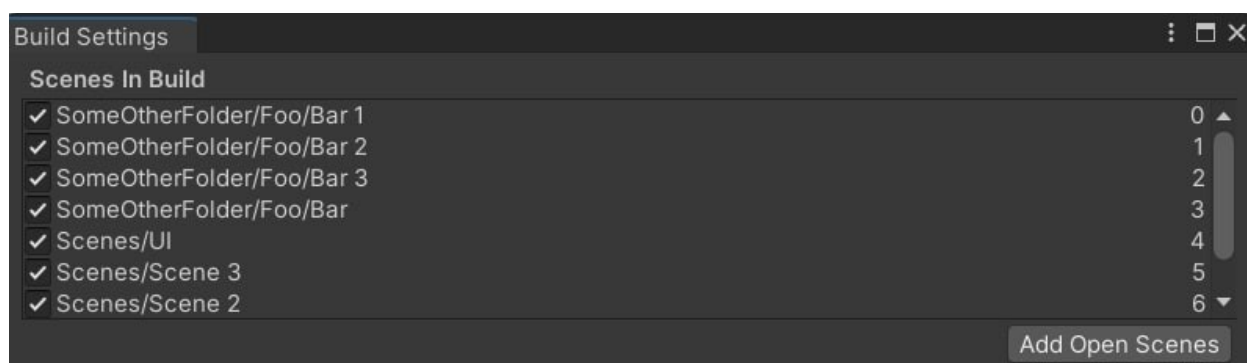 Build Settings
Scenes In Build
SomeOtherFolder/Foo/Bar 1 0
SomeOtherFolder/Foo/Bar 2 1
SomeOtherFolder/Foo/Bar 3 2
SomeOtherFolder/Foo/Bar 3
Scenes/UI 4
Scenes/Scene 3 5
Scenes/Scene 2 6
Add Open Scenes